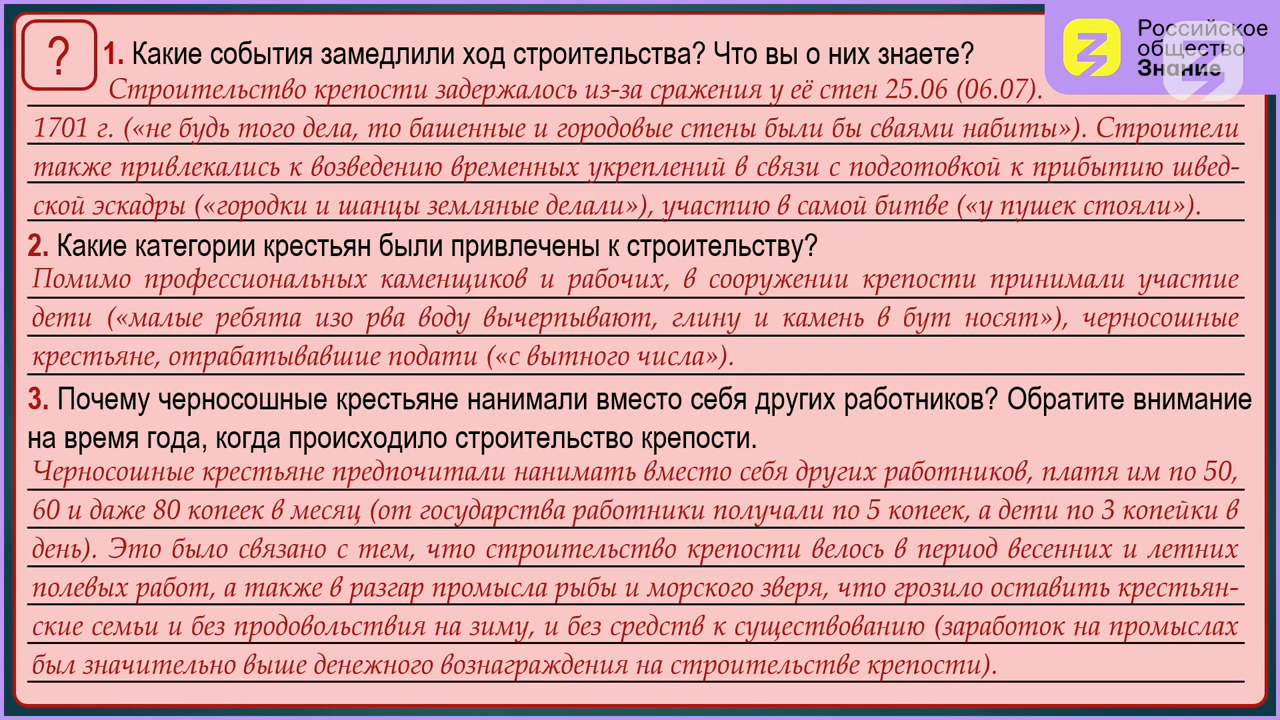 ?
1. Какие события замедлили ход строительства? Что вы о них знаете?
Российское
общество
Знание
Строительство крепости задержалось из-за сражения у её стен 25.06 (06.07).
1701 г. («не будь того дела, то башенные и городовые стены были бы сваями набиты»). Строители
также привлекались к возведению временных укреплений в связи с подготовкой к прибытию швед-
ской эскадры («городки и шанцы земляные делали»), участию в самой битве («у пушек стояли»).
2. Какие категории крестьян были привлечены к строительству?
Помимо профессиональных каменщиков и рабочих, в сооружении крепости принимали участие
дети («малые ребята изо рва воду вычерпывают, глину и камень в бут носят»), черносошные
крестьяне, отрабатывавшие подати («с вытного числа»).
3. Почему черносошные крестьяне нанимали вместо себя других работников? Обратите внимание
на время года, когда происходило строительство крепости.
Черносошные крестьяне предпочитали нанимать вместо себя других работников, платя им по 50,
60 и даже 80 копеек в месяц (от государства работники получали по 5 копеек, а дети по 3 копейки в
день). Это было связано с тем, что строительство крепости велось в период весенних и летних
полевых работ, а также в разгар промысла рыбы и морского зверя, что грозило оставить крестьян-
ские семьи и без продовольствия на зиму, и без средств к существованию (заработок на промыслах
был значительно выше денежного вознаграждения на строительстве крепости).